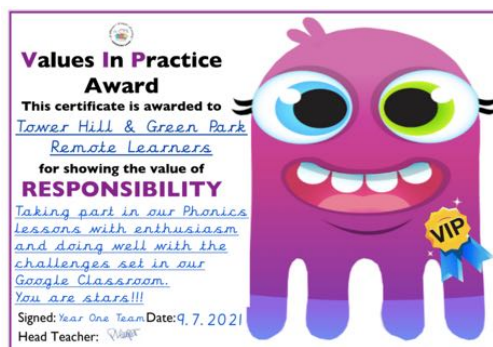 Values In Practice
Award
This certificate is awarded to
Tower Hill & Green Park
Remote Learners
for showing the value of
RESPONSIBILITY
Taking part in our Phonics
lessons with enthusiasm
and doing well with the
challenges set in our
Google Classroom.
You are stars!!!
Signed: Year One Team Date: 9.7.2021
Head Teacher:
VIP